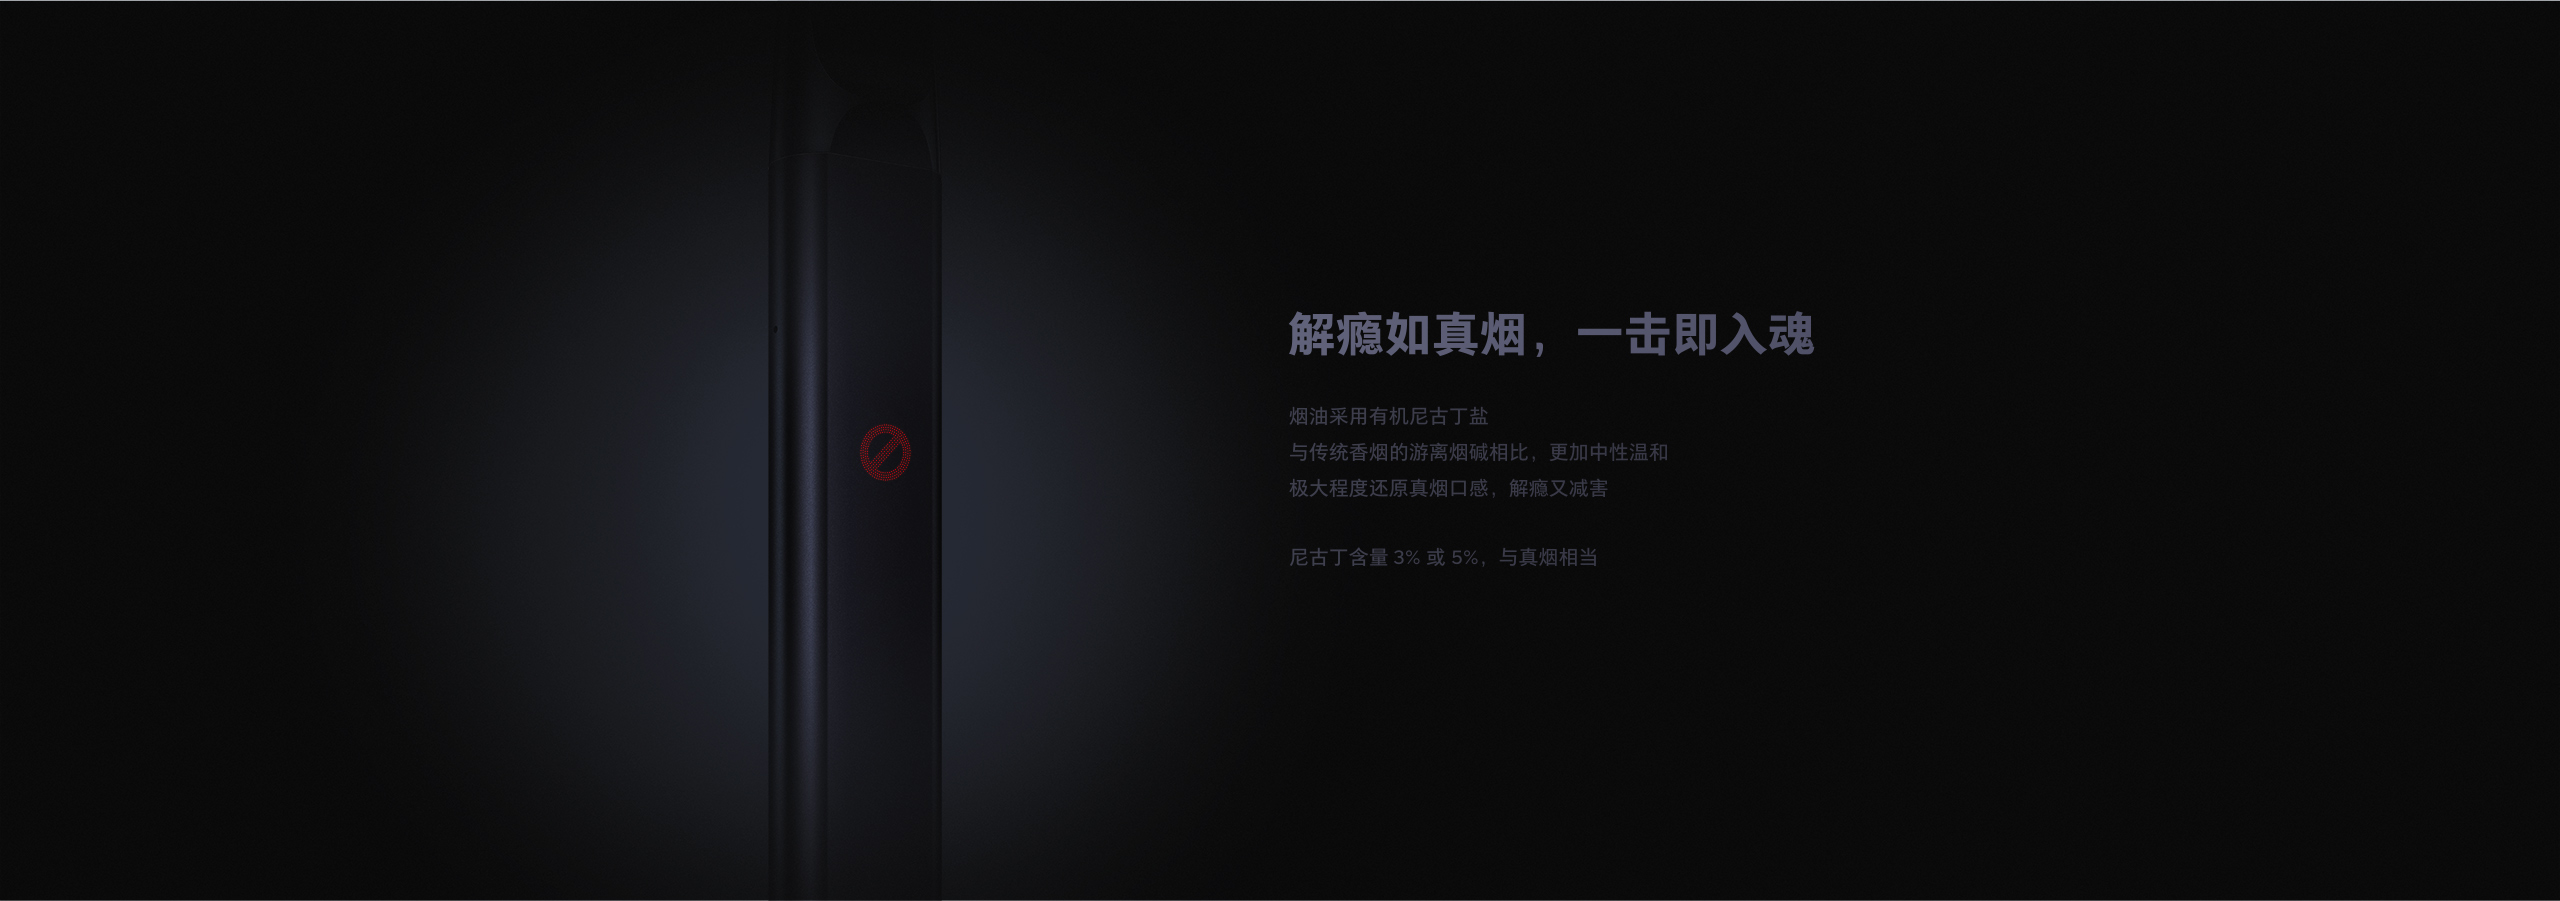 解瘾如真烟，一击即入魂
烟油采用有机尼古丁盐
与传统香烟的游离烟碱相比，更加中性温和
极大程度还原真烟口感，解瘾又减害
尼古丁含量 3% 或 5%，与真烟相当